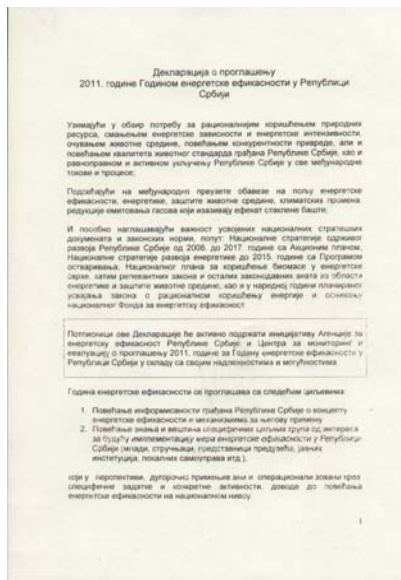 Декларација о проглашењу
2011. године Годином енергетске ефикасности у Републици
Србији
Узимајући у обзир потребу за рационалнијим коришћењем природних
ресурса, смањењем енергетске зависности и енергетске интензивности,
очувањем животне средине, повећањем конкурентности привреде, али и
повећањем квалитета животног стандарда грађана Републике Србије, као и
равноправном и активном укључењу Републике Србије у све међународне
токове и процесе;
Подсећајући на међународно преузете обавезе на пољу енергетске
ефикасности, енергетике, заштите животне средине, климатских промена,
редукције емитовања гасова који изазивају ефекат стаклене баште;
И посебно наглашавајући важност усвојених националних стратешких
докумената и законских норми, попут: Националне стратегије одрживог
развоја Републике Србије од 2008. до 2017. године са Акционим планом,
Националне стратегије развоја енергетике до 2015. године са Програмом
остваривања, Националног плана за коришћење биомасе у енергетске
сврхе, затим релевантних закона и осталих законодавних аката из области
енергетике и заштите животне средине, као и у наредној години планираног
усвајања закона о рационалном коришћењу енергије и оснивању
националног Фонда за енергетску ефикасност
Потписници ове Декларације ће активно подржати иницијативу Агенције за
енергетску ефикасност Републике Србије и Центра за мониторинг и
евалуацију о проглашењу 2011. године за Годину енергетске ефикасности у
Републици Србији у складу са својим надлежностима и могућностима.
Година енергетске ефикасности се проглашава са следећим циљевима:
1. Повећање информисаности грађана Републике Србије о концепту
енергетске ефикасности и механизмима за његову примену
2. Повећање знања и вештина специфичних циљних група од интереса
за будућу имплементацију мера енергетске ефикасности у Републици
Србији (млади, стручњаци, представници предузећа, јавних
институција, локалних самоуправа итд.),
који у перспективи, дугорочно примењивани и операционализовани кроз
специфичне задатке и конкретне активности, доводе до повећања
енергетске ефикасности на националном нивоу.
1